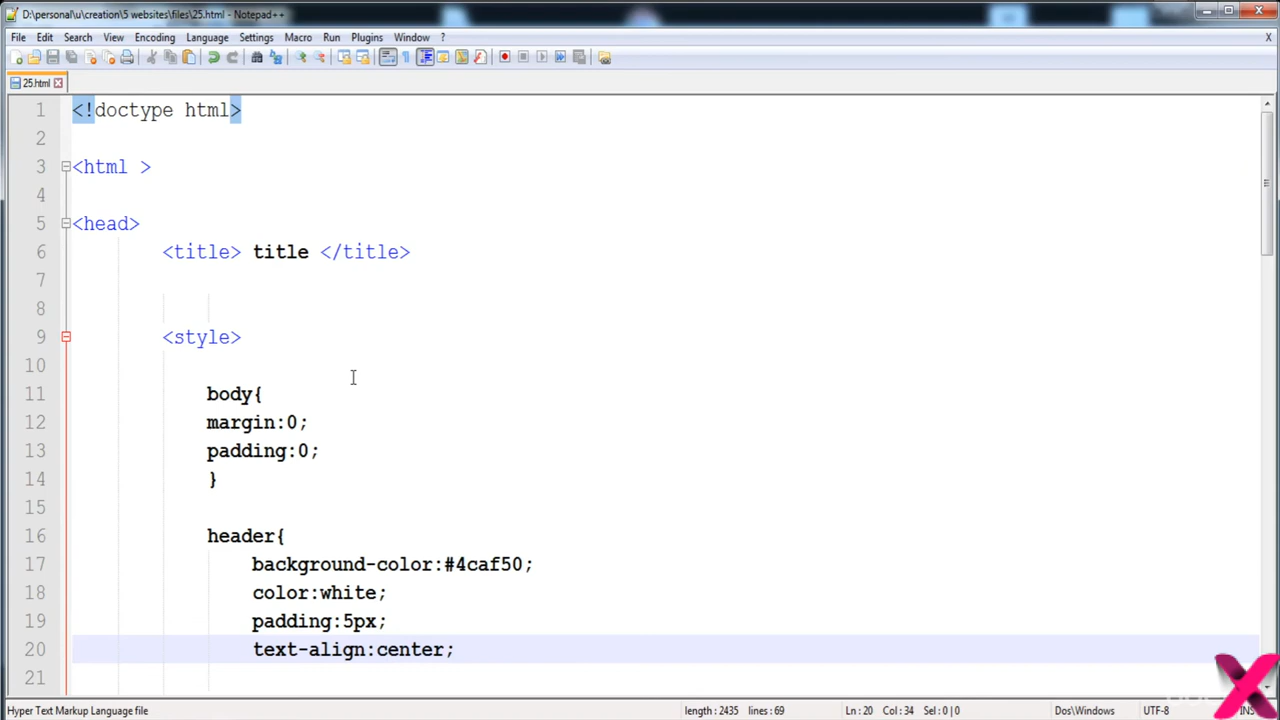 D:\personal\u\creation\5 websites\files\25.html - Notepad++
File Edit Search View Encoding Language Settings Macro Run Plugins Window ? X
25.html
1 <!doctype html>
2
3 <html >
4
5 <head>
6 <title> title </title>
7
8
9 <style>
10
11 body{
12 margin:0;
13 padding:0;
14 }
15
16 header{
17 background-color:#4caf50;
18 color:white;
19 padding:5px;
20 text-align:center;
21
Hyper Text Markup Language file length : 2435 lines : 69 Ln : 20 Col : 34 Sel : 0 | 0 Dos\Windows UTF-8 INS